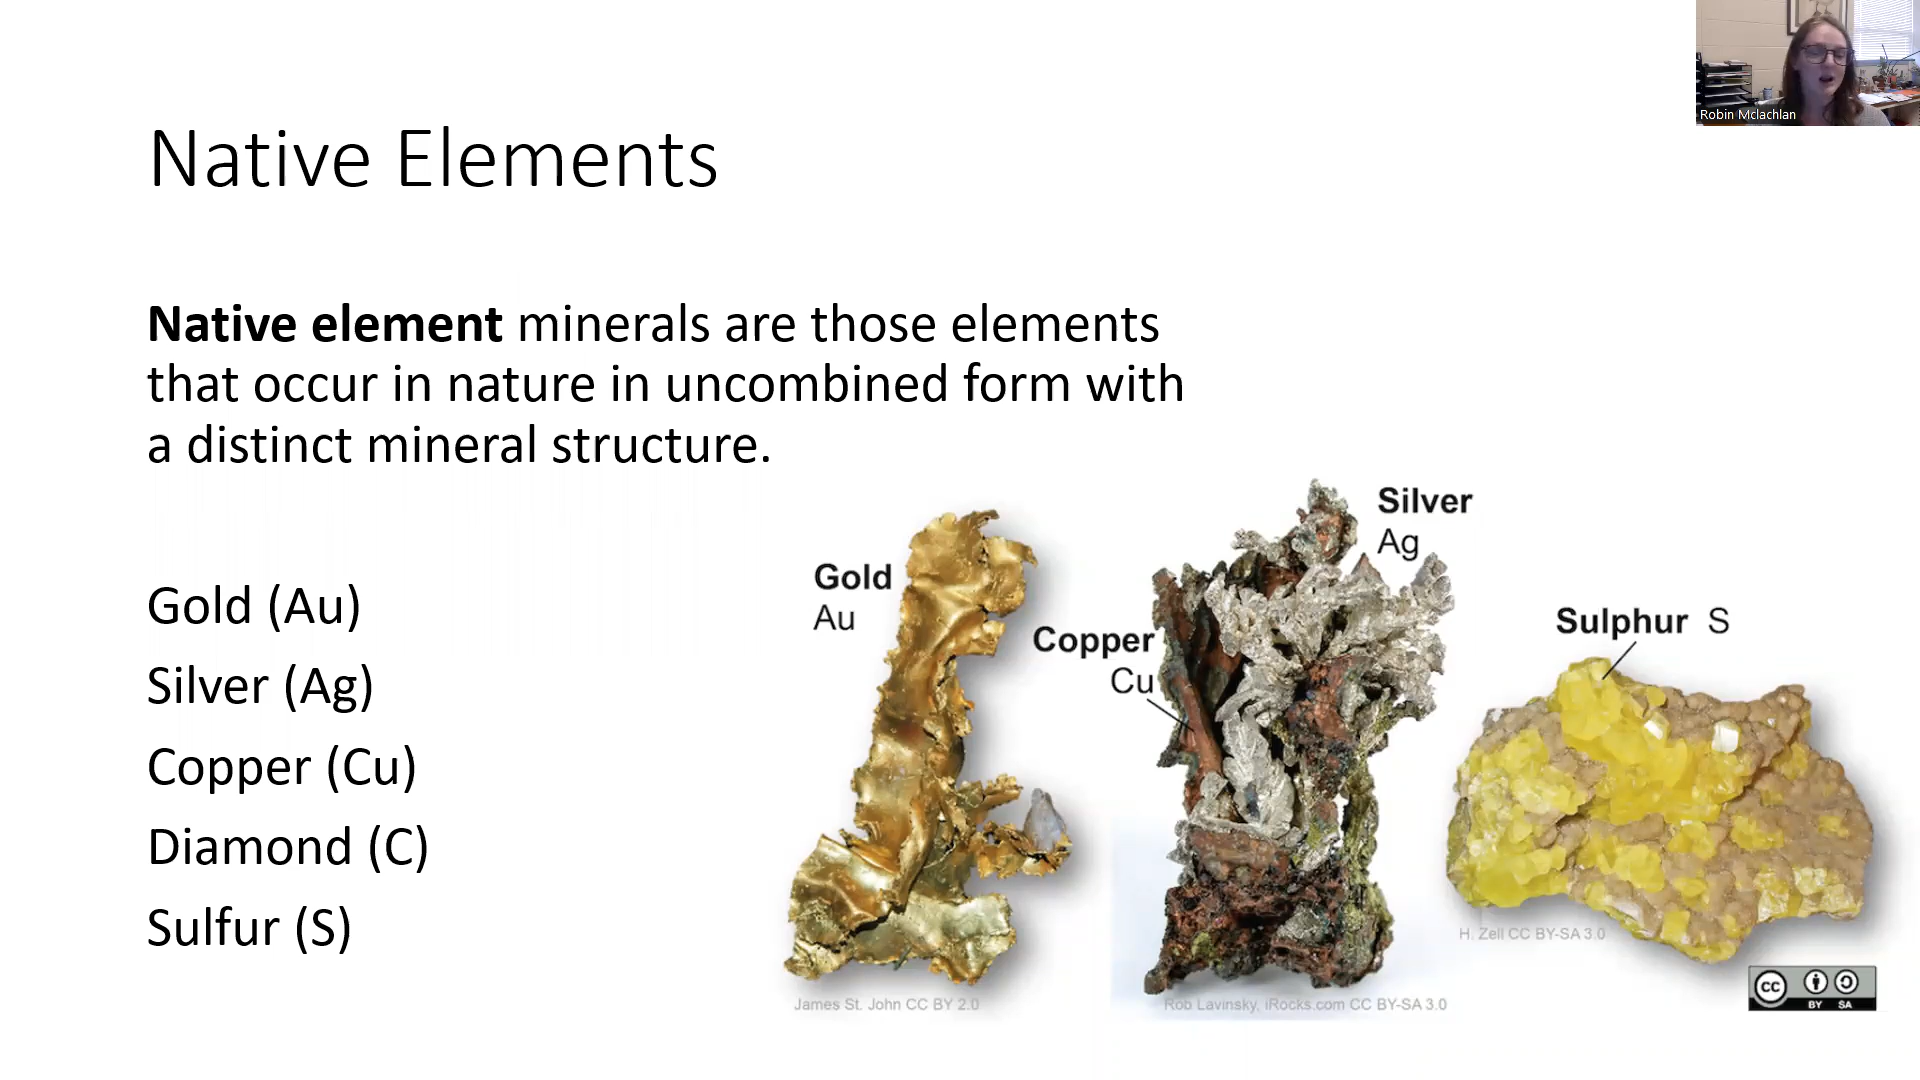 Robin Mclachlan
Native Elements
Native element minerals are those elements
that occur in nature in uncombined form with
a distinct mineral structure.
Gold (Au)
Silver (Ag)
Copper (Cu)
Diamond (C)
Sulfur (S)
Gold
Au
Copper
Cu
Silver
Ag
Sulphur S
James St. John CC BY 2.0
Rob Lavinsky, iRocks.com CC BY-SA 3.0
H. Zell CC BY-SA 3.0
cc
BY SA